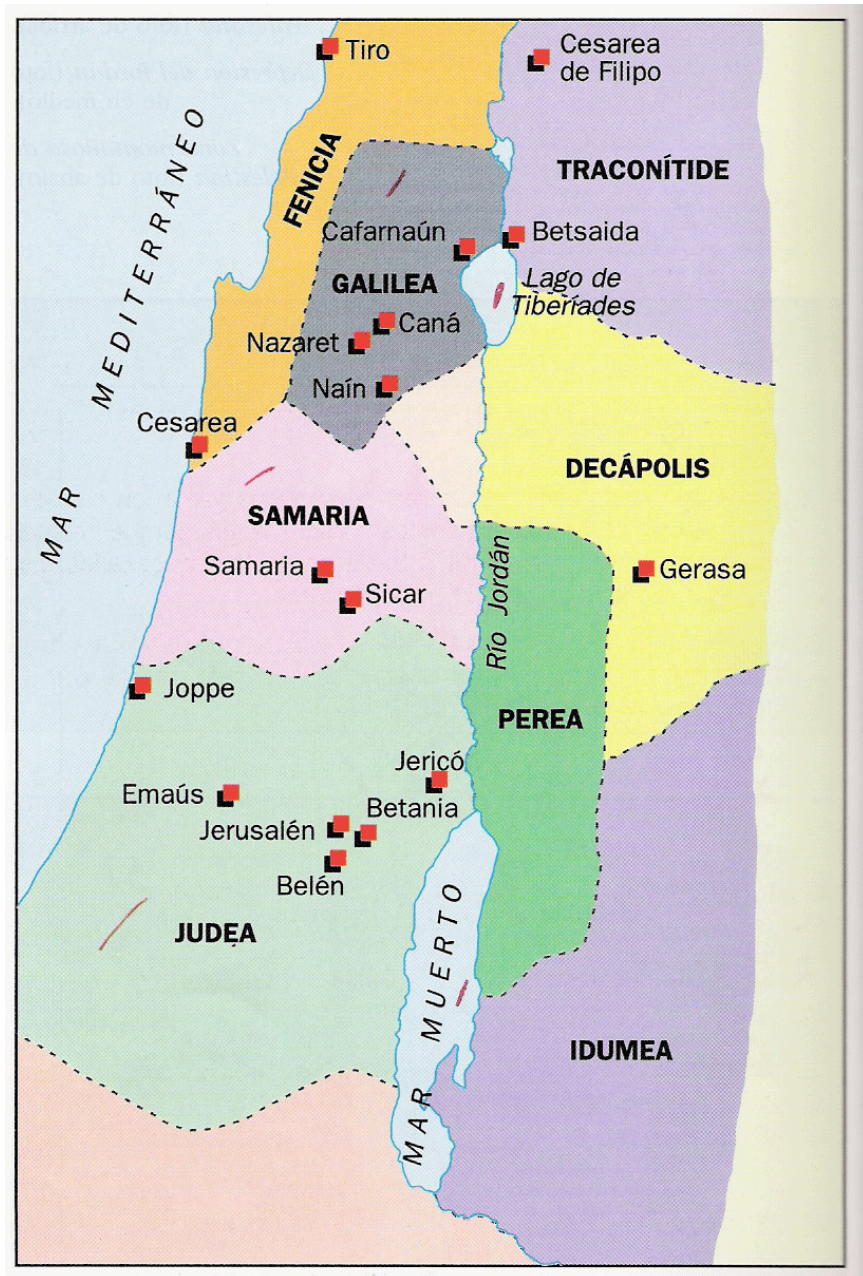 Tiro
Cesarea
de Filipo
FENICIA
TRACONÍTIDE
MAR MEDITERRÁNEO
Cafarnaún
Betsaida
GALILEA
Lago de
Tiberíades
Caná
Nazaret
Naín
Cesarea
DECÁPOLIS
SAMARIA
Samaria
Sicar
Río Jordán
Gerasa
Joppe
PEREA
Jericó
Emaús
Betania
Jerusalén
Belén
JUDEA
MAR MUERTO
IDUMEA